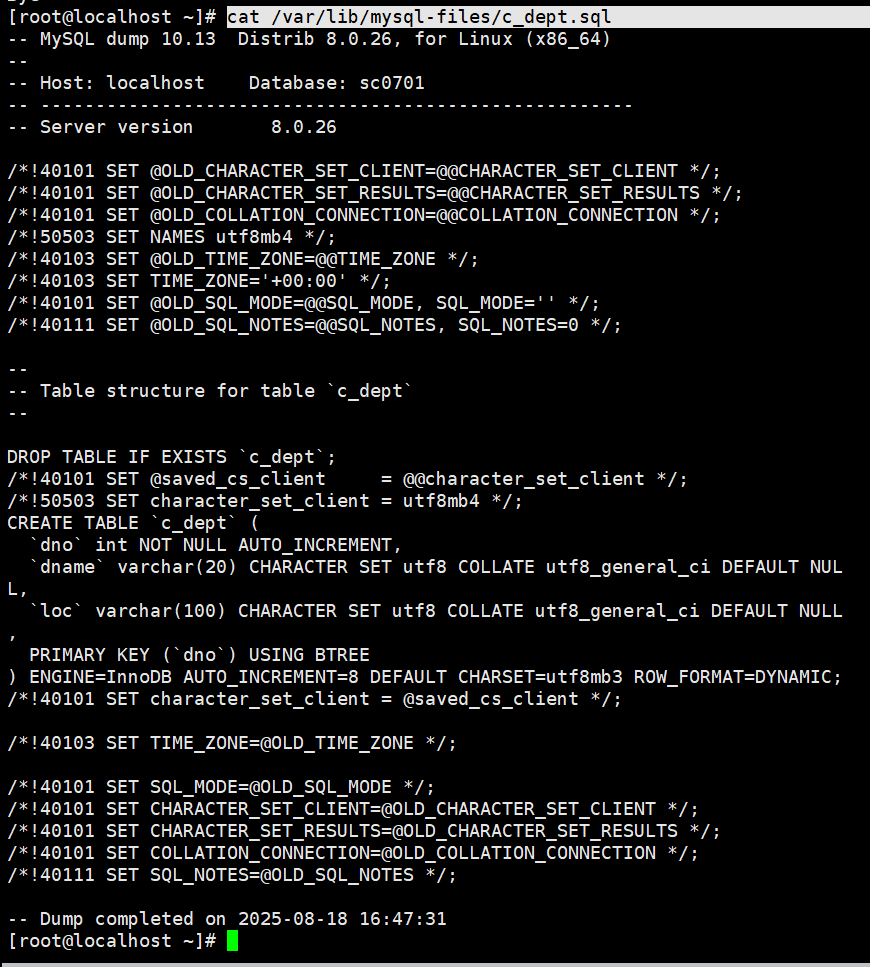 [root@localhost ~]# cat /var/lib/mysql-files/c_dept.sql
-- MySQL dump 10.13  Distrib 8.0.26, for Linux (x86_64)
--
-- Host: localhost    Database: sc0701
-- ------------------------------------------------------
-- Server version       8.0.26

/*!40101 SET @OLD_CHARACTER_SET_CLIENT=@@CHARACTER_SET_CLIENT */;
/*!40101 SET @OLD_CHARACTER_SET_RESULTS=@@CHARACTER_SET_RESULTS */;
/*!40101 SET @OLD_COLLATION_CONNECTION=@@COLLATION_CONNECTION */;
/*!50503 SET NAMES utf8mb4 */;
/*!40103 SET @OLD_TIME_ZONE=@@TIME_ZONE */;
/*!40103 SET TIME_ZONE='+00:00' */;
/*!40101 SET @OLD_SQL_MODE=@@SQL_MODE, SQL_MODE='' */;
/*!40111 SET @OLD_SQL_NOTES=@@SQL_NOTES, SQL_NOTES=0 */;

--
-- Table structure for table `c_dept`
--

DROP TABLE IF EXISTS `c_dept`;
/*!40101 SET @saved_cs_client     = @@character_set_client */;
/*!50503 SET character_set_client = utf8mb4 */;
CREATE TABLE `c_dept` (
  `dno` int NOT NULL AUTO_INCREMENT,
  `dname` varchar(20) CHARACTER SET utf8 COLLATE utf8_general_ci DEFAULT NUL
L,
  `loc` varchar(100) CHARACTER SET utf8 COLLATE utf8_general_ci DEFAULT NULL
,
  PRIMARY KEY (`dno`) USING BTREE
) ENGINE=InnoDB AUTO_INCREMENT=8 DEFAULT CHARSET=utf8mb3 ROW_FORMAT=DYNAMIC;
/*!40101 SET character_set_client = @saved_cs_client */;

/*!40103 SET TIME_ZONE=@OLD_TIME_ZONE */;

/*!40101 SET SQL_MODE=@OLD_SQL_MODE */;
/*!40101 SET CHARACTER_SET_CLIENT=@OLD_CHARACTER_SET_CLIENT */;
/*!40101 SET CHARACTER_SET_RESULTS=@OLD_CHARACTER_SET_RESULTS */;
/*!40101 SET COLLATION_CONNECTION=@OLD_COLLATION_CONNECTION */;
/*!40111 SET SQL_NOTES=@OLD_SQL_NOTES */;

-- Dump completed on 2025-08-18 16:47:31
[root@localhost ~]#